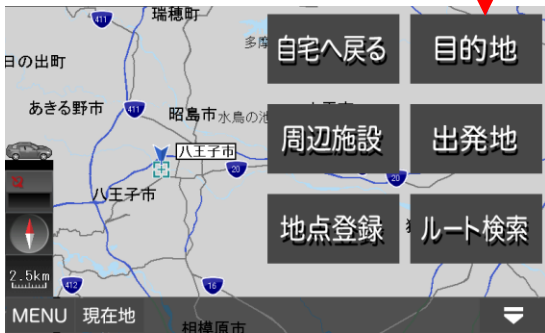 411
瑞穂町
多摩
自宅へ戻る
目的地
日の出町
あきる野市
411
昭島市
水鳥の池
周辺施設
出発地
八王子市
20
20
八王子市
地点登録
ルート検索
2.5km
412
16
MENU
現在地
相模原市